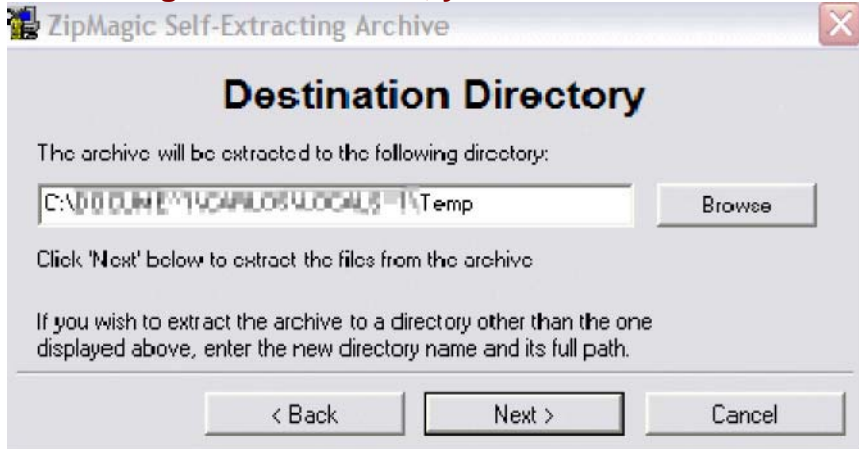 ZipMagic Self-Extracting Archive
Destination Directory
The archive will be extracted to the following directory:
C:\ \Temp
Browse
Click 'Next' below to extract the files from the archive
If you wish to extract the archive to a directory other than the one
displayed above, enter the new directory name and its full path.
< Back
Next >
Cancel